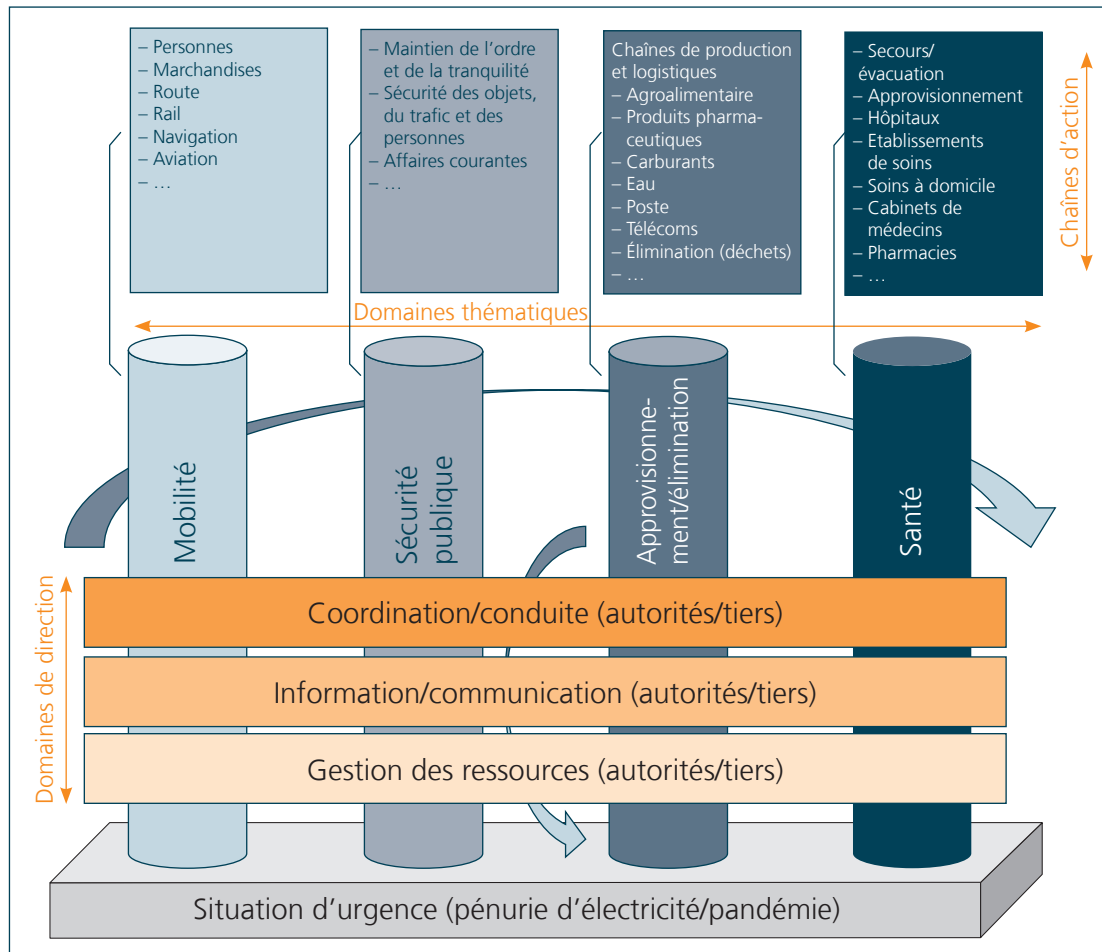 – Personnes
– Marchandises
– Route
– Rail
– Navigation
– Aviation
– …
– Maintien de l’ordre
et de la tranquilité
– Sécurité des objets,
du trafic et des
personnes
– Affaires courantes
– …
Chaînes de production
et logistiques
– Agroalimentaire
– Produits pharma-
ceutiques
– Carburants
– Eau
– Poste
– Télécoms
– Élimination (déchets)
– …
– Secours/
évacuation
– Approvisionnement
– Hôpitaux
– Etablissements
de soins
– Soins à domicile
– Cabinets de
médecins
– Pharmacies
– …
Chaînes d’action
Domaines thématiques
Mobilité
Sécurité
publique
Approvisionne-
ment/élimination
Santé
Domaines de direction
Coordination/conduite (autorités/tiers)
Information/communication (autorités/tiers)
Gestion des ressources (autorités/tiers)
Situation d’urgence (pénurie d’électricité/pandémie)